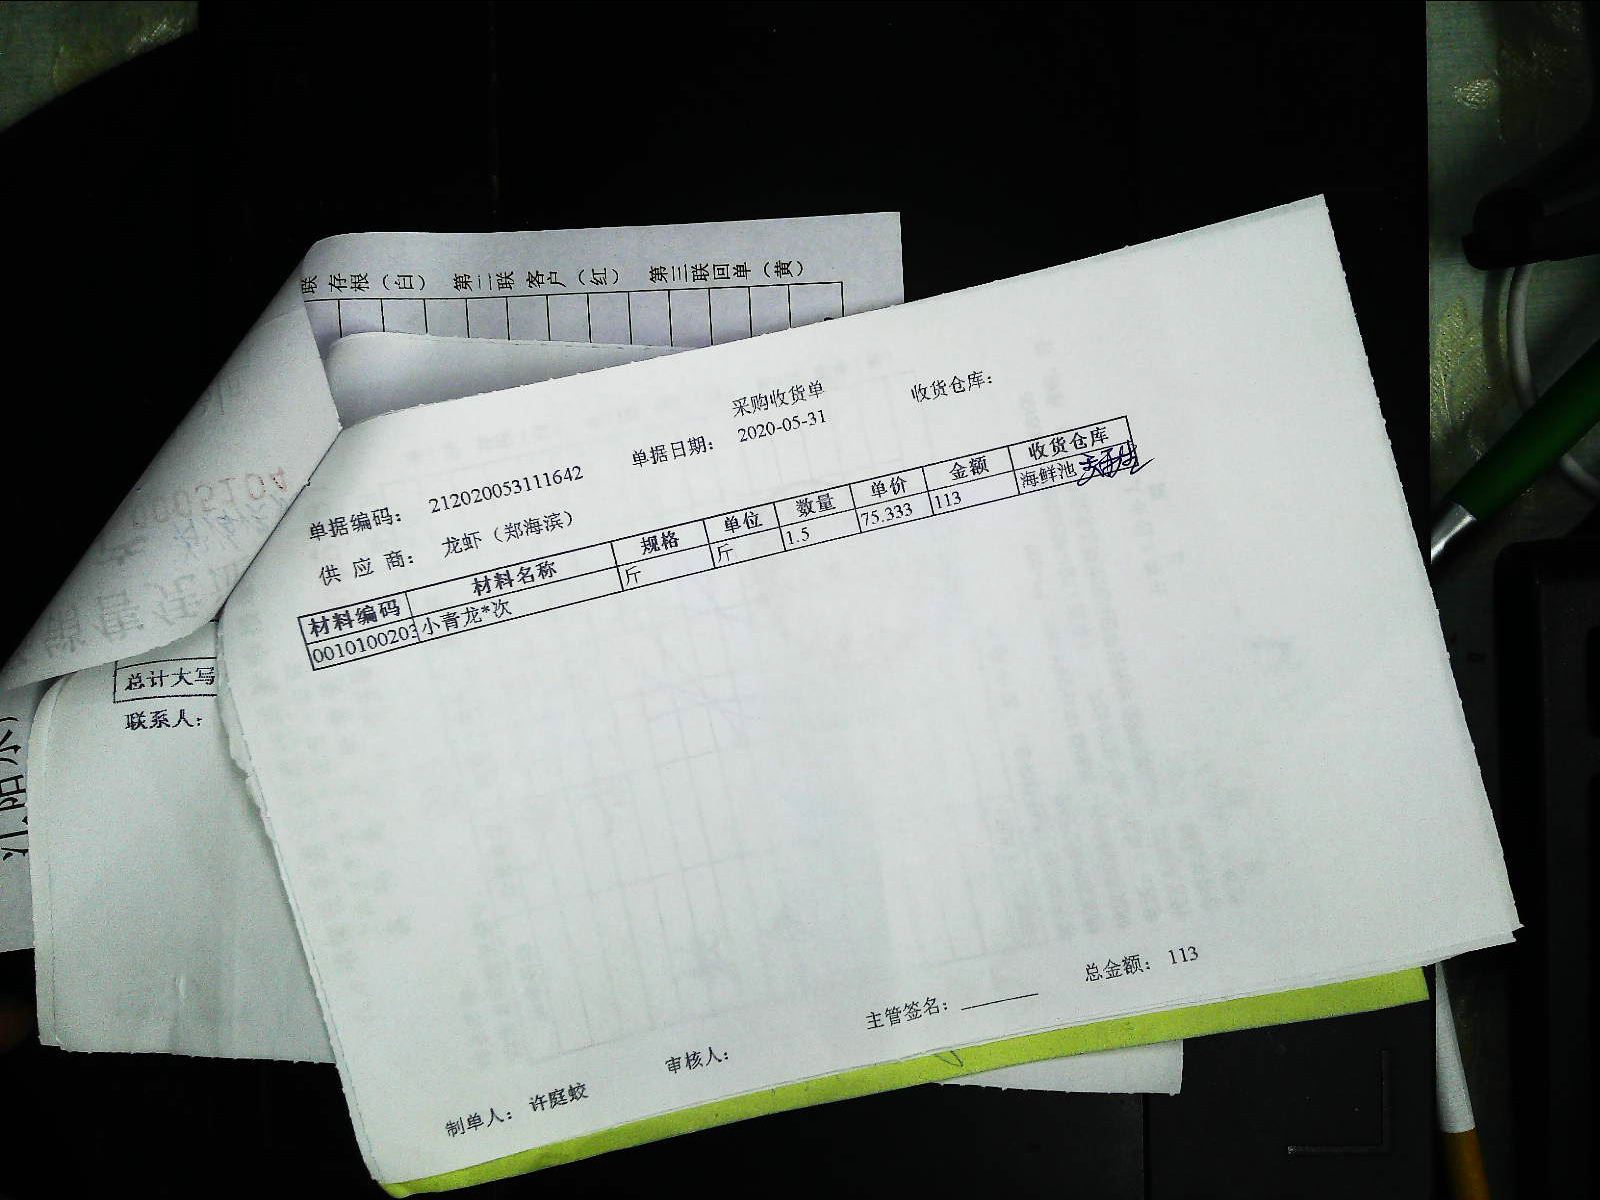 联 存根（白） 第二联 客户（红） 第三联回单（黄）
采购收货单
收货仓库：
单据编码： 212020053111642 单据日期： 2020-05-31
供 应 商： 龙虾（郑海滨）
材料编码 材料名称 规格 单位 数量 单价 金额 收货仓库
001010020 小青龙*次 斤 斤 1.5 75.333 113 海鲜池
总计大写
联系人：
主管签名： 总金额： 113
制单人： 许庭蛟 审核人：